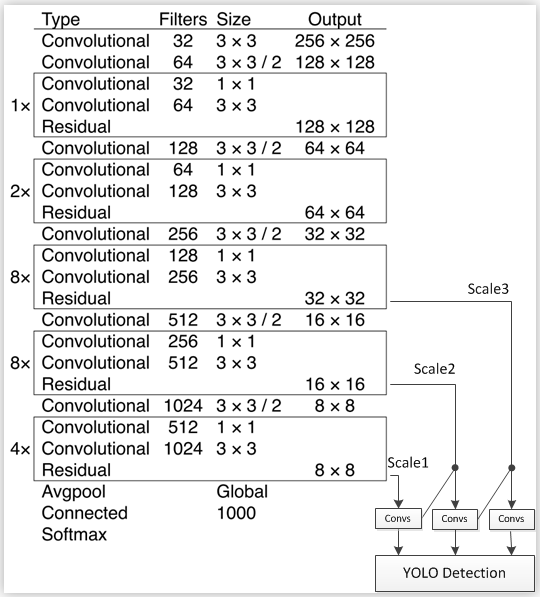 Type Filters Size Output
Convolutional 32 3 × 3 256 × 256
Convolutional 64 3 × 3 / 2 128 × 128
Convolutional 32 1 × 1
1× Convolutional 64 3 × 3
Residual 128 × 128
Convolutional 128 3 × 3 / 2 64 × 64
Convolutional 64 1 × 1
2× Convolutional 128 3 × 3
Residual 64 × 64
Convolutional 256 3 × 3 / 2 32 × 32
Convolutional 128 1 × 1
8× Convolutional 256 3 × 3
Residual 32 × 32
Scale3
Convolutional 512 3 × 3 / 2 16 × 16
Convolutional 256 1 × 1
8× Convolutional 512 3 × 3
Scale2
Residual 16 × 16
Convolutional 1024 3 × 3 / 2 8 × 8
Convolutional 512 1 × 1
4× Convolutional 1024 3 × 3
Residual 8 × 8
Scale1
Avgpool Global
Connected 1000
Softmax
Convs Convs Convs
YOLO Detection